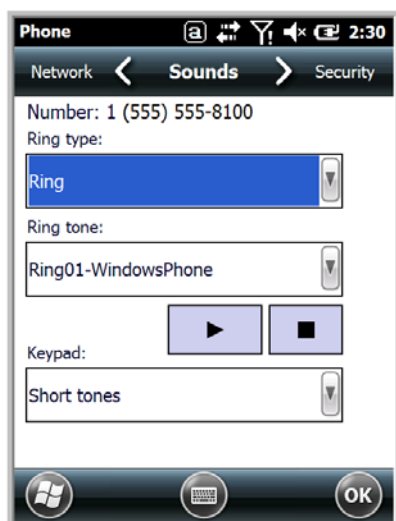 Phone a 2:30
Network Sounds Security
Number: 1 (555) 555-8100
Ring type:
Ring
Ring tone:
Ring01-WindowsPhone
Keypad:
Short tones
OK